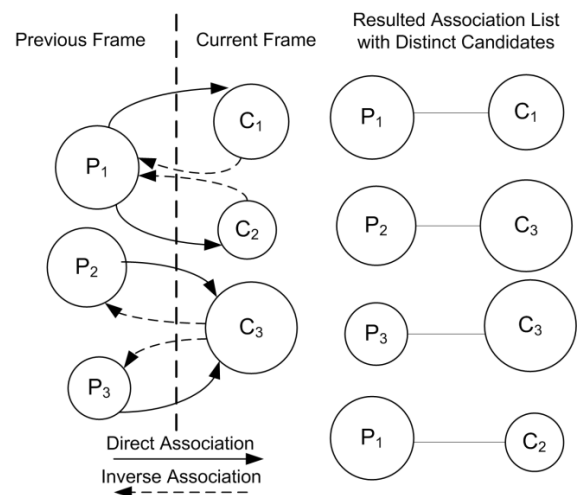 Previous Frame
Current Frame
Resulted Association List
with Distinct Candidates
P1
C1
C2
P2
C3
P3
Direct Association
Inverse Association
P1 C1
P2 C3
P3 C3
P1 C2